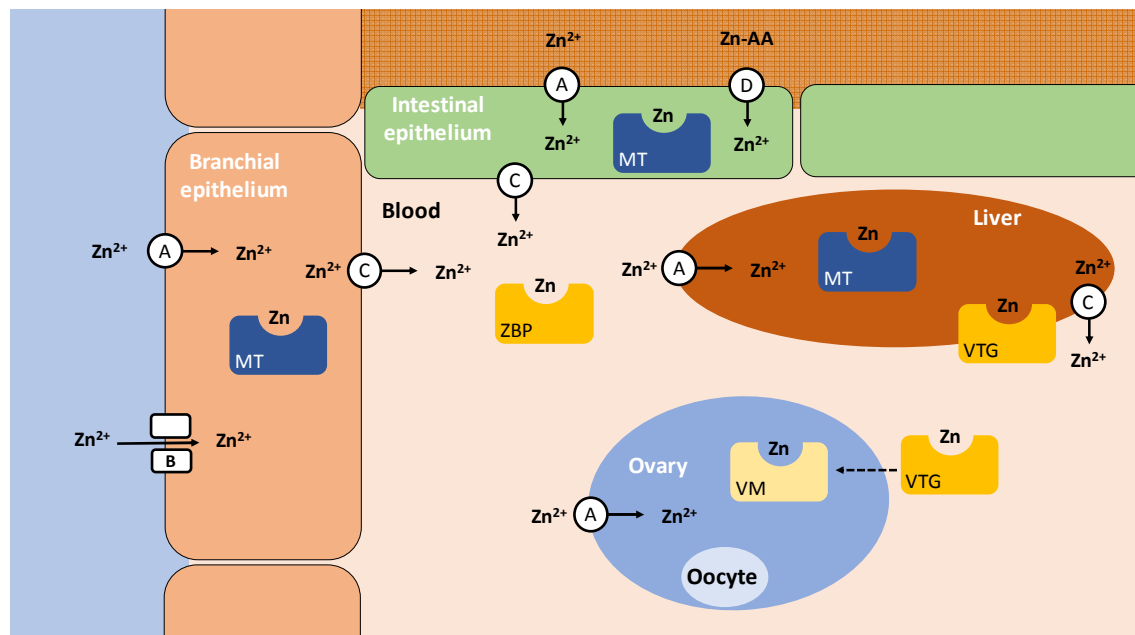 Zn²⁺
Zn-AA
A
D
Intestinal
epithelium
Zn
Zn²⁺
MT
Zn²⁺
Branchial
epithelium
C
Blood
Zn²⁺
Liver
Zn
MT
Zn²⁺
A
Zn²⁺
Zn²⁺
C
Zn²⁺
Zn²⁺
A
Zn²⁺
Zn²⁺
C
Zn²⁺
Zn
ZBP
Zn
VTG
Zn
MT
Zn²⁺
B
Zn²⁺
Ovary
Zn
VM
Zn
VTG
Zn²⁺
A
Zn²⁺
Oocyte